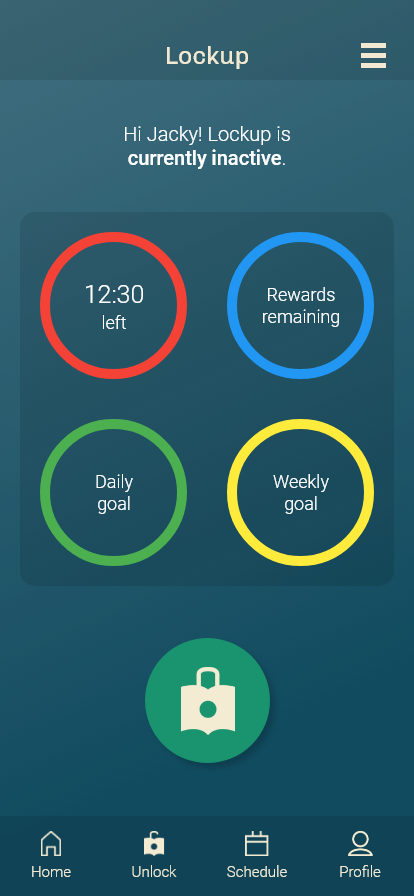 Lockup
Hi Jacky! Lockup is
currently inactive.
12:30
left
Rewards
remaining
Daily
goal
Weekly
goal
Home
Unlock
Schedule
Profile